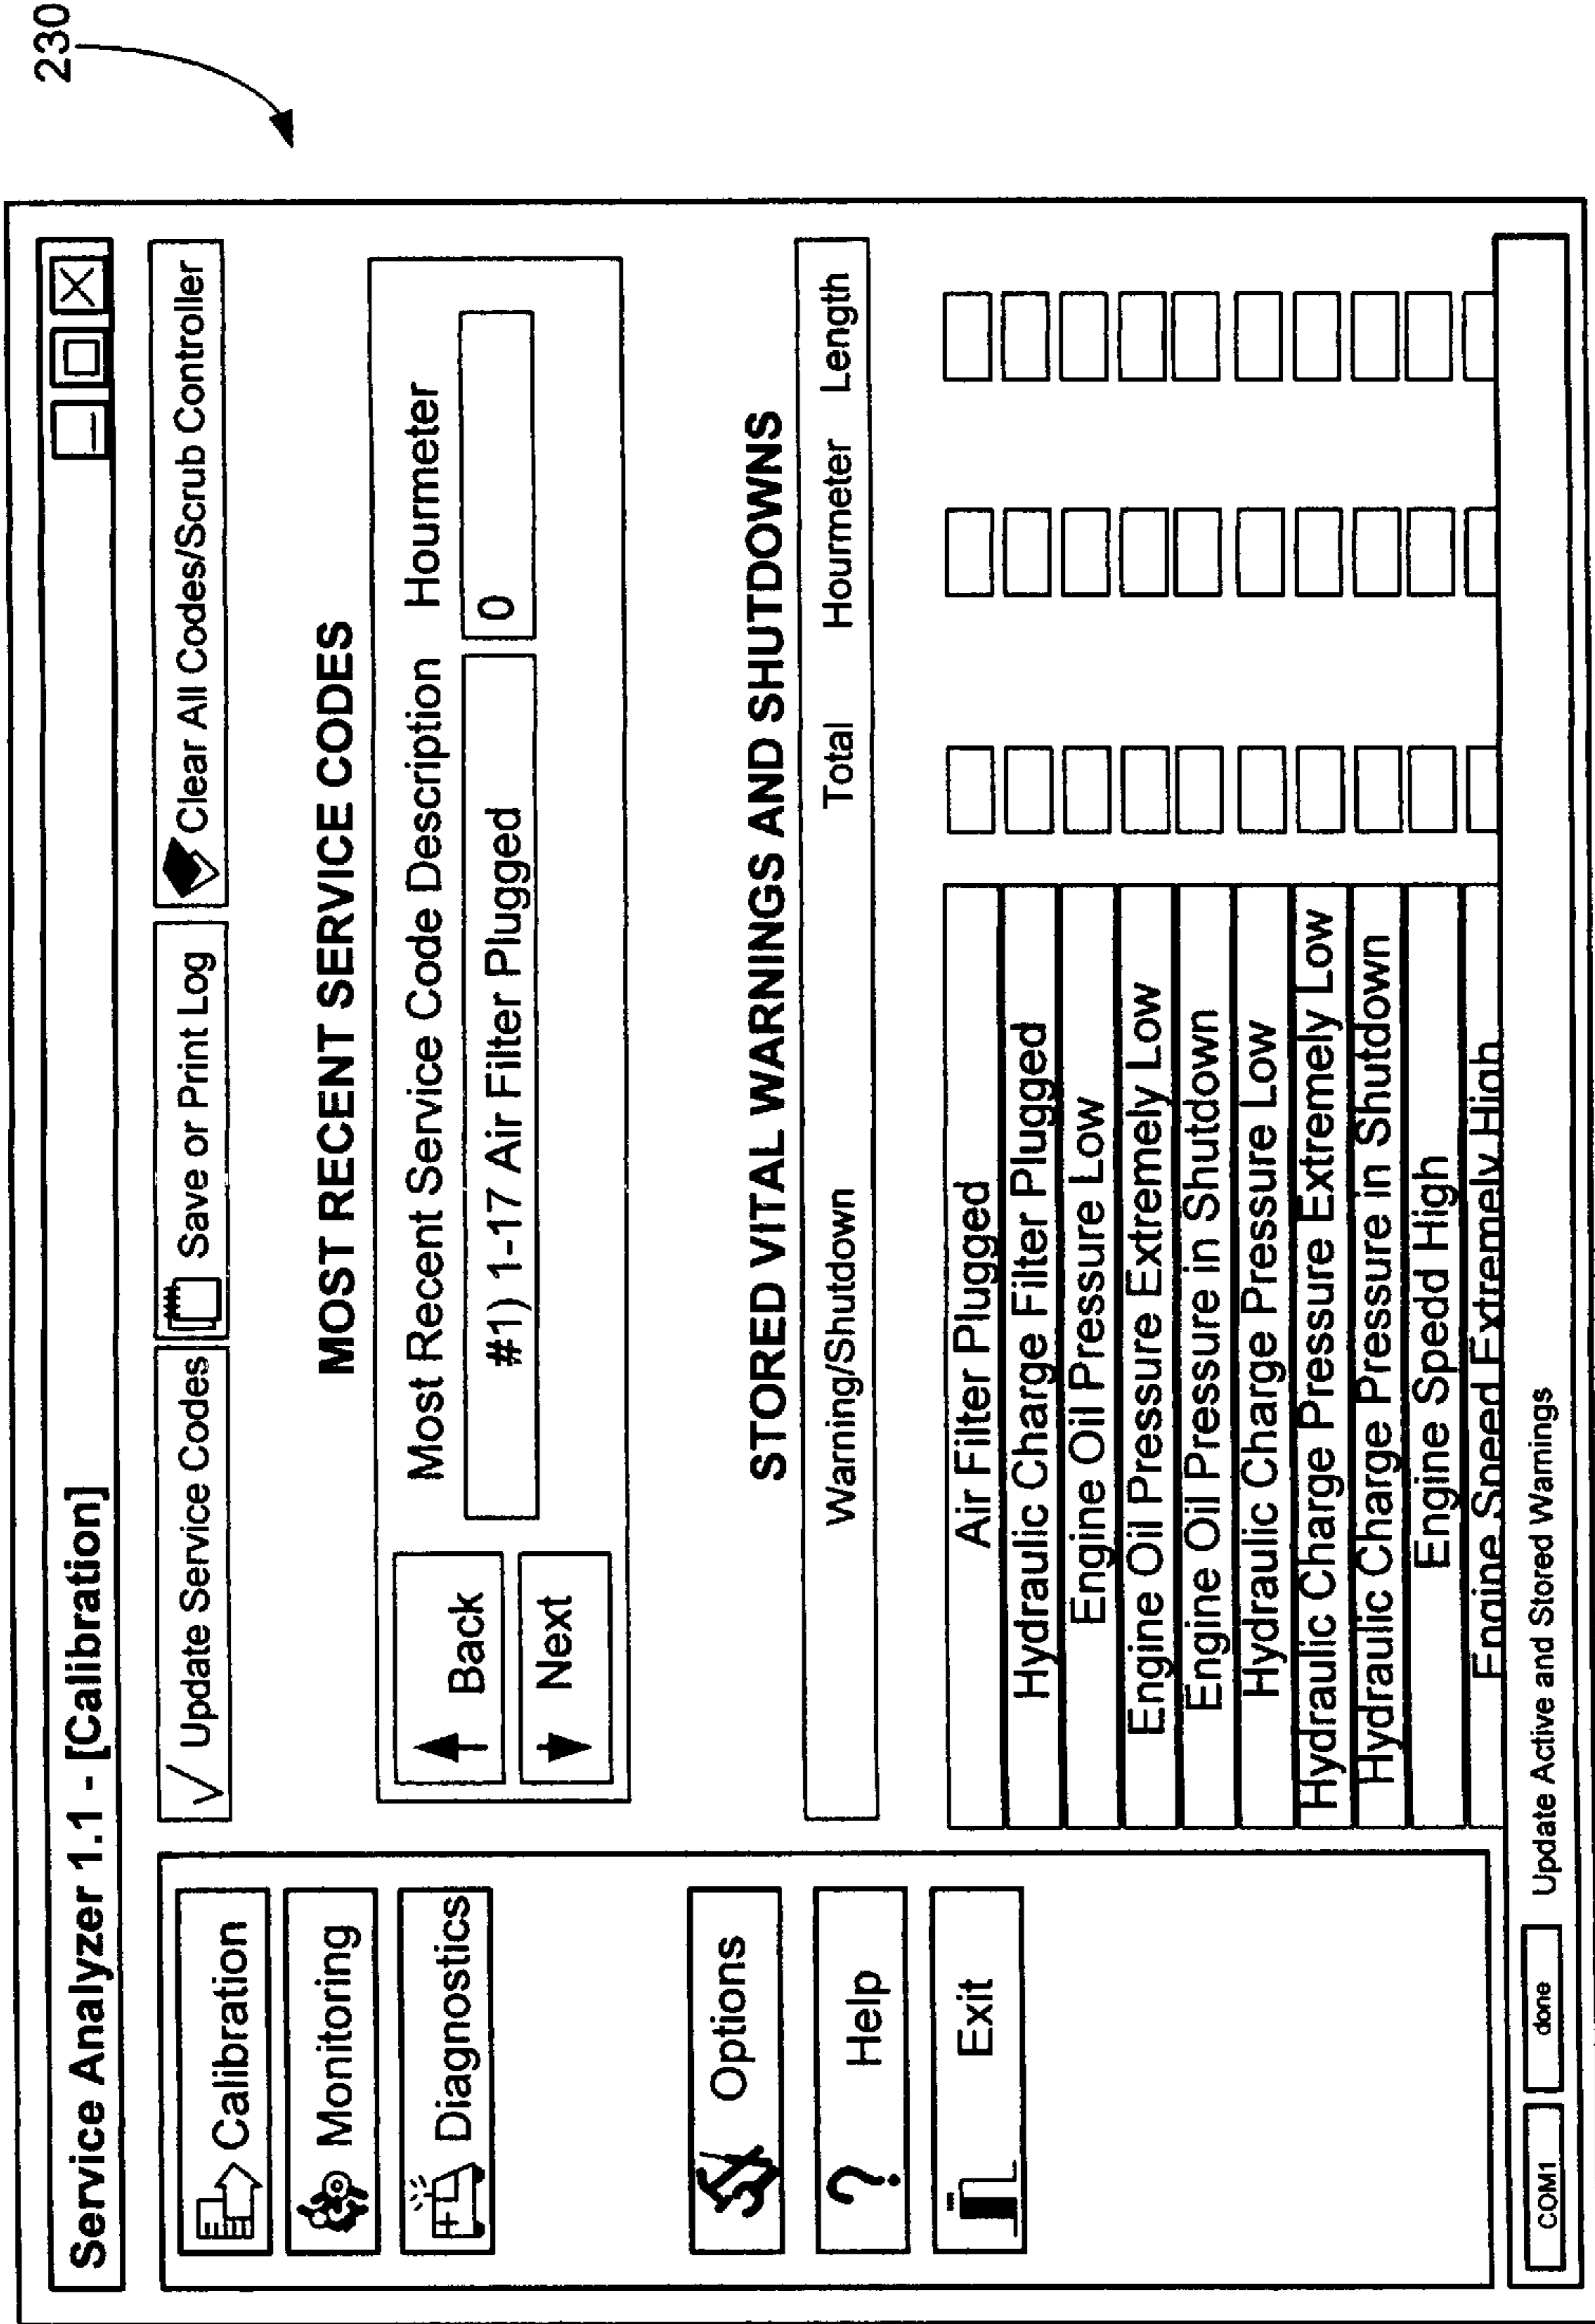 230
Service Analyzer 1.1 - [Calibration]
Calibration
Monitoring
Diagnostics
Options
Help
Exit
Update Service Codes
Save or Print Log
Clear All Codes/Scrub Controller
MOST RECENT SERVICE CODES
Back
Next
Most Recent Service Code Description Hourmeter
#1) 1-17 Air Filter Plugged 0
STORED VITAL WARNINGS AND SHUTDOWNS
Warning/Shutdown Total Hourmeter Length
Air Filter Plugged
Hydraulic Charge Filter Plugged
Engine Oil Pressure Low
Engine Oil Pressure Extremely Low
Engine Oil Pressure in Shutdown
Hydraulic Charge Pressure Low
Hydraulic Charge Pressure Extremely Low
Hydraulic Charge Pressure in Shutdown
Engine Spedd High
Engine Speed Extremely High
COM1 done Update Active and Stored Warnings